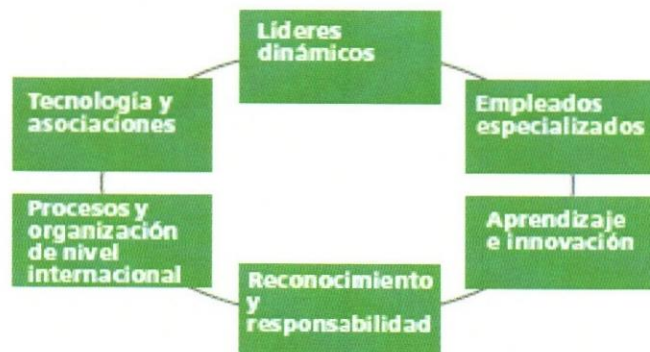 Líderes
dinámicos
Tecnología y
asociaciones
Empleados
especializados
Procesos y
organización
de nivel
internacional
Aprendizaje
e innovación
Reconocimiento
y
responsabilidad